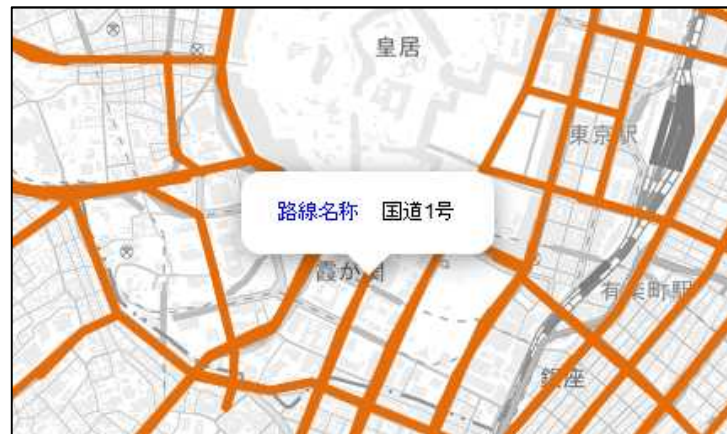 皇居
東京駅
路線名称 国道1号
霞が関
有楽町駅
銀座